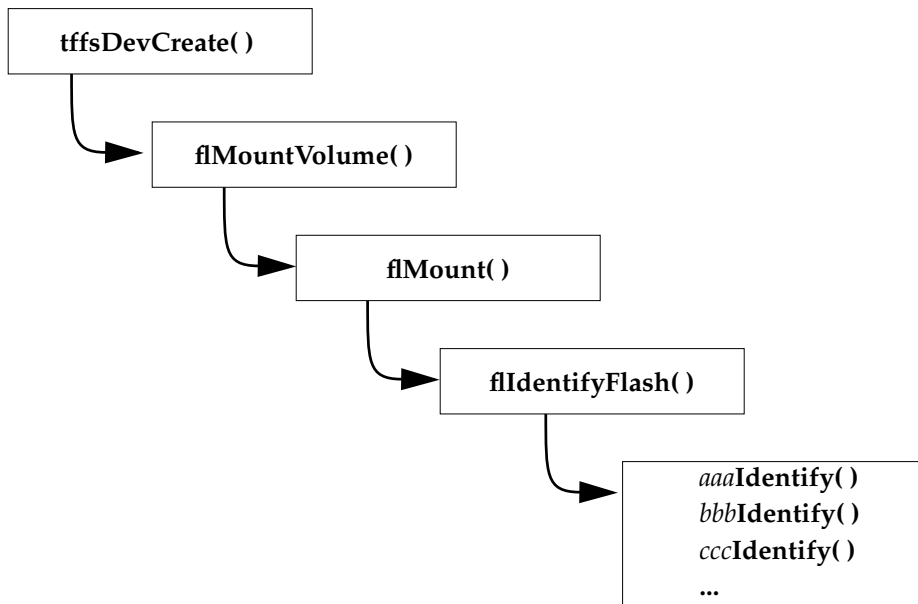 tffsDevCreate( )
flMountVolume( )
flMount( )
flIdentifyFlash( )
aaaIdentify( )
bbbIdentify( )
cccIdentify( )
...